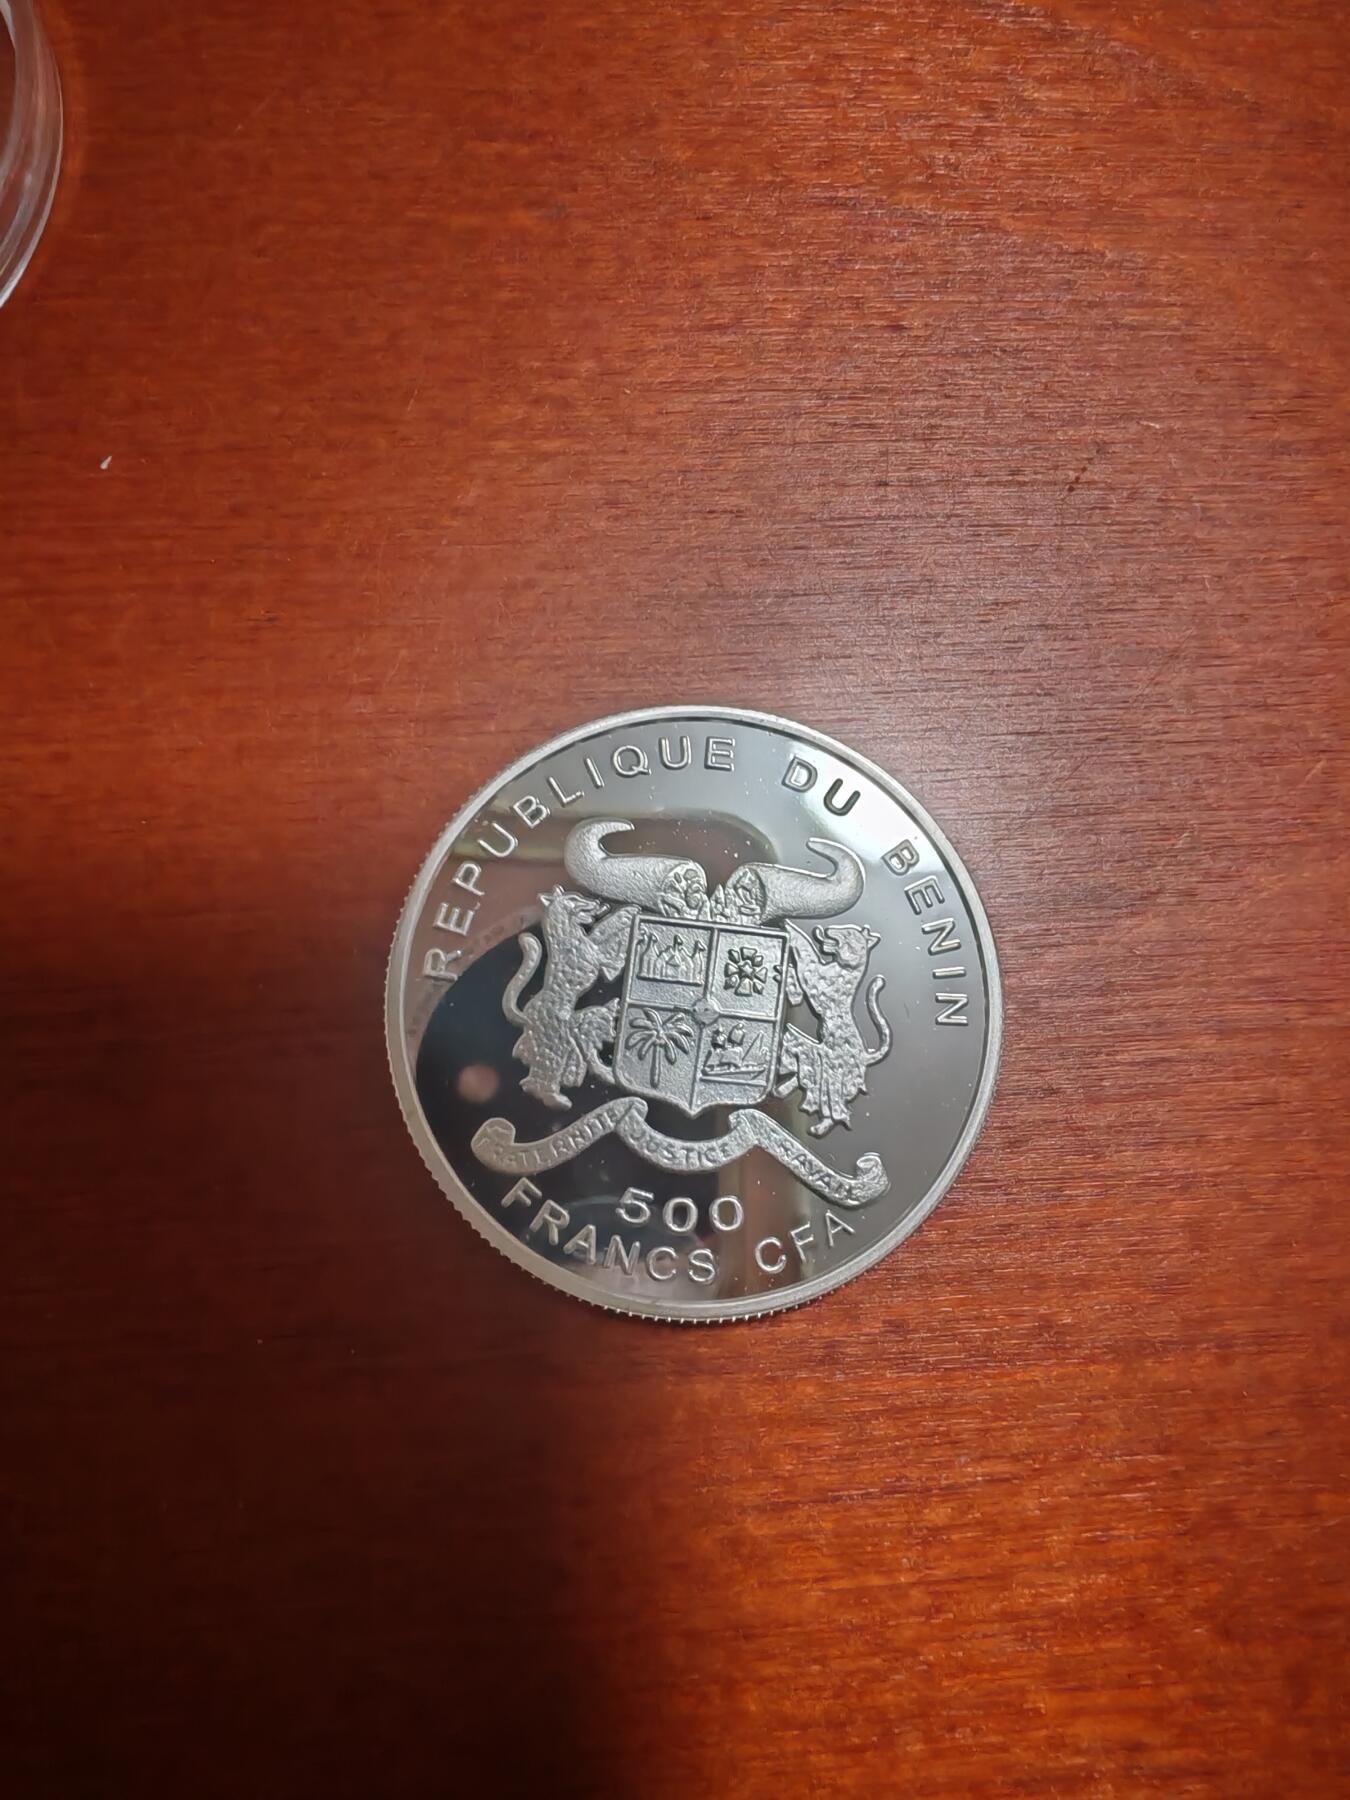 REPUBLIQUE DU BENIN
FRATERNITE JUSTICE TRAVAIL
500
FRANCS CFA